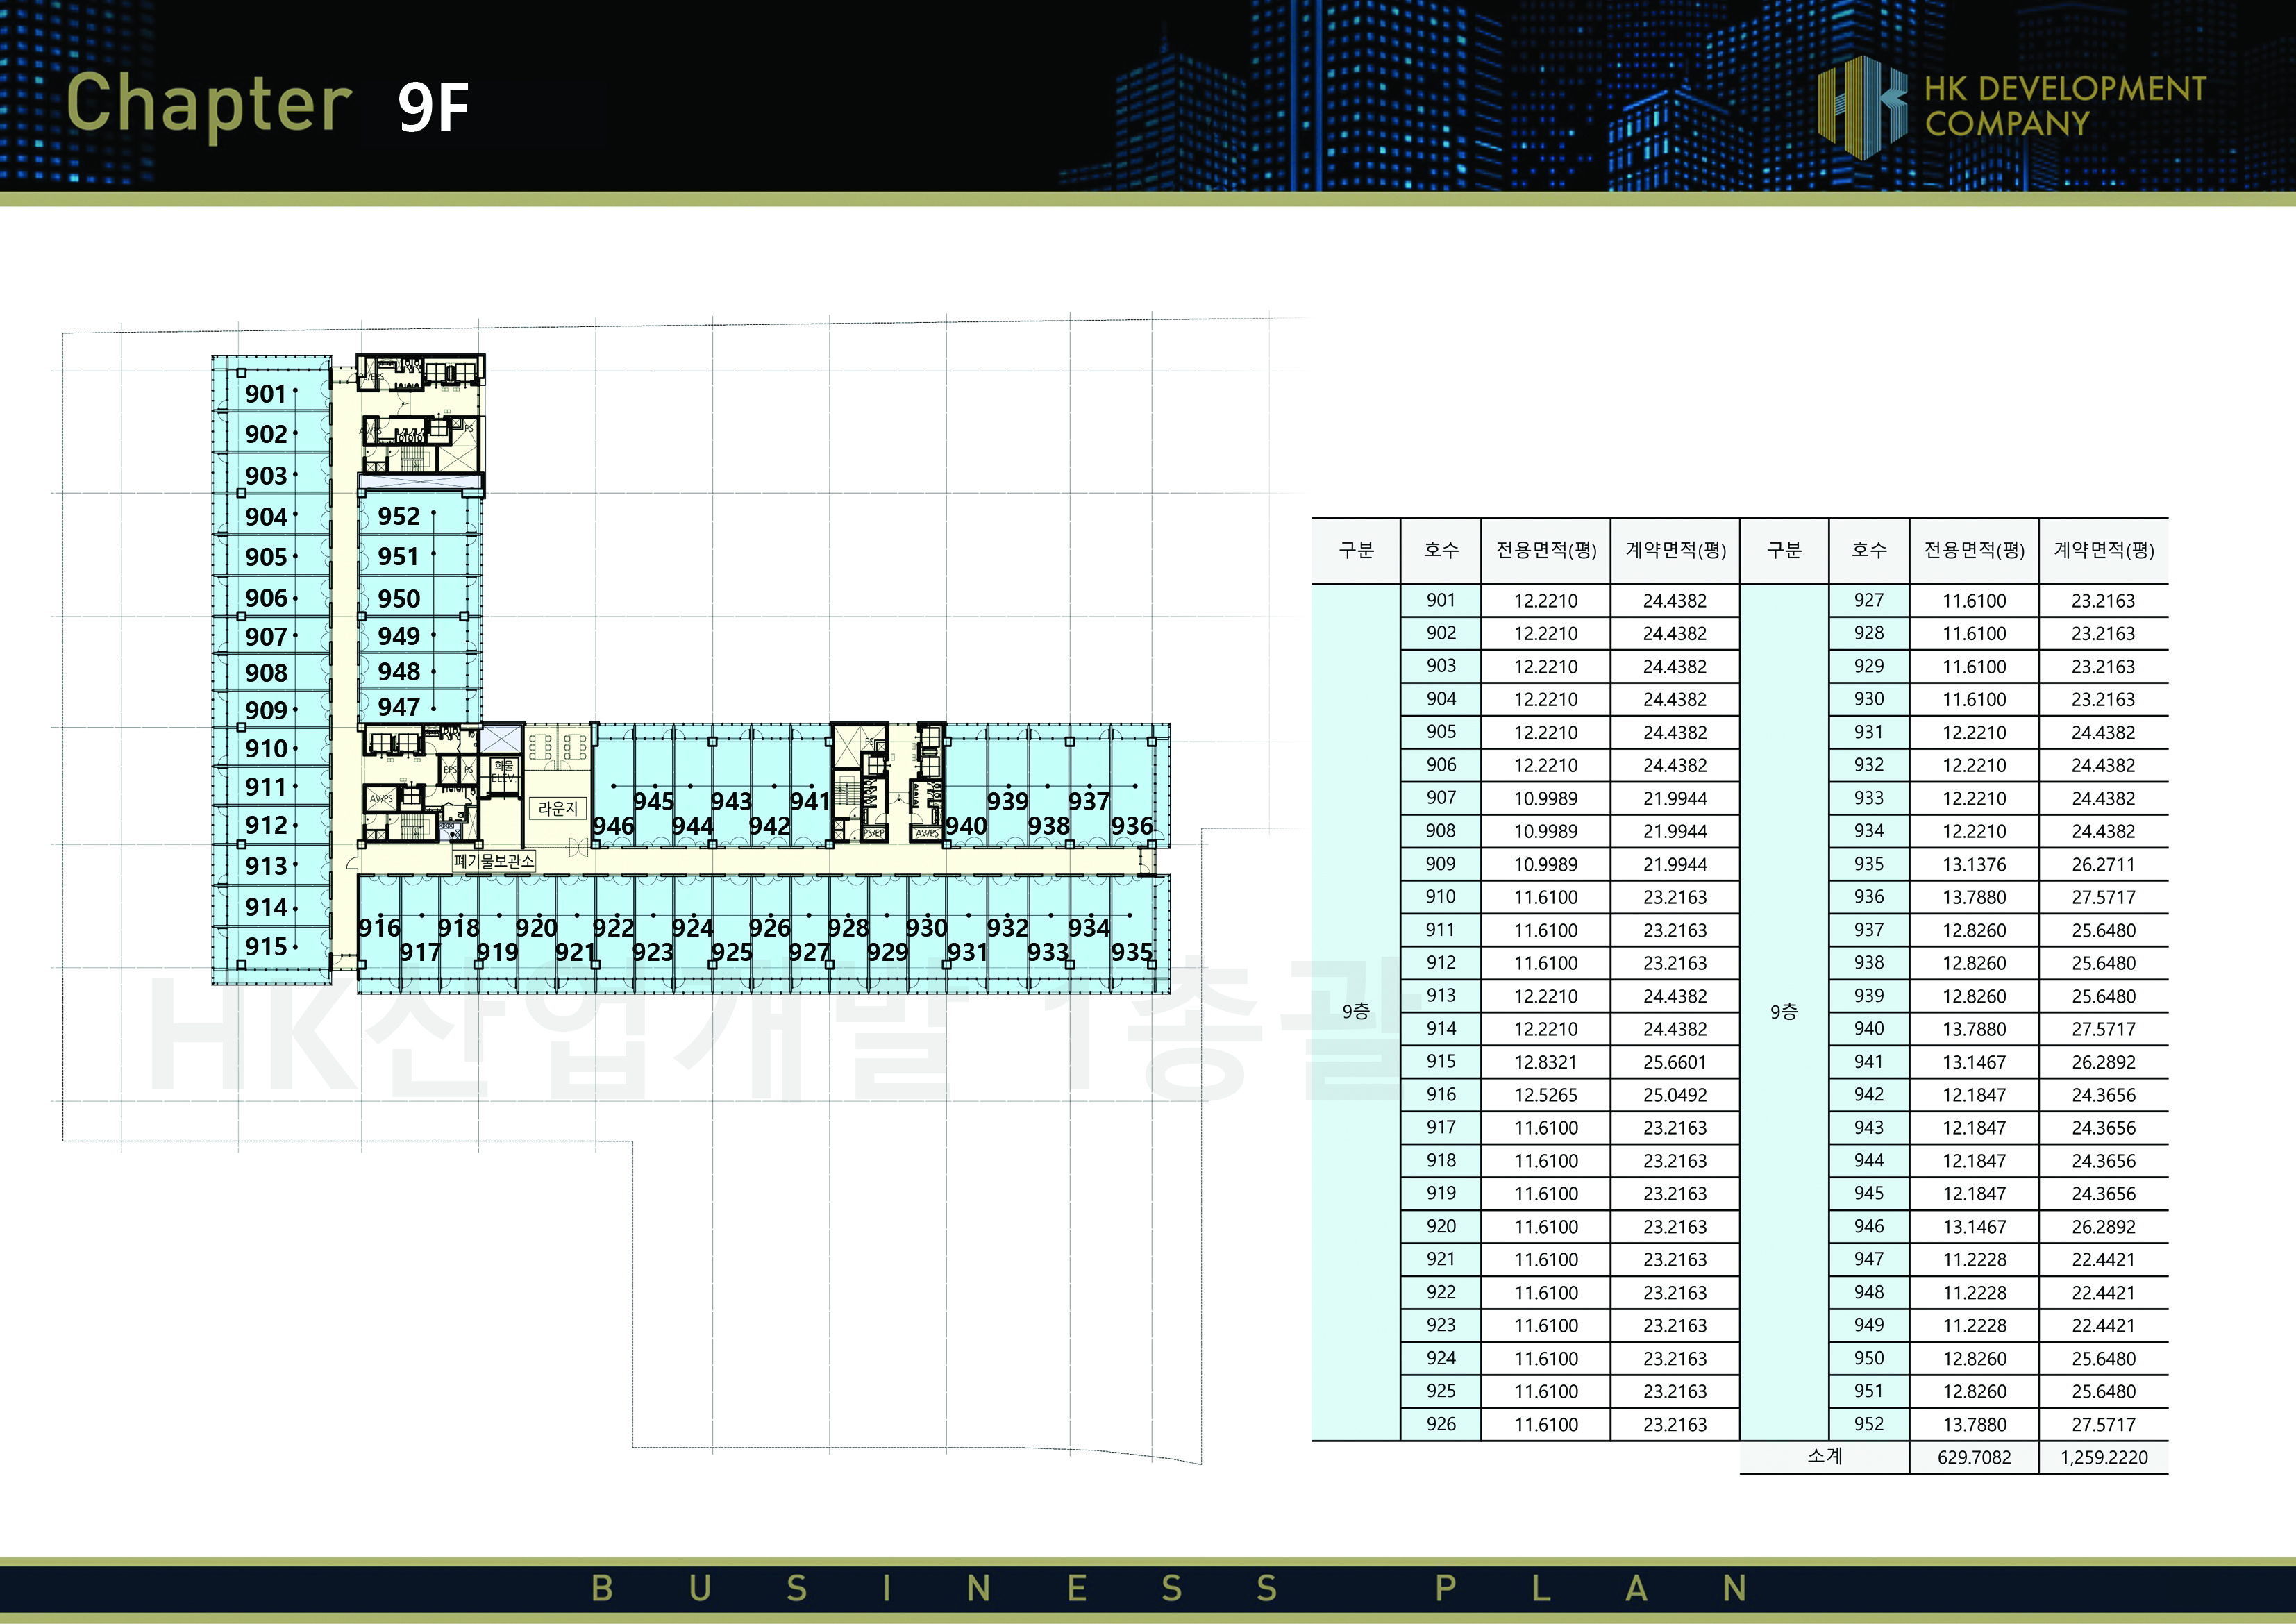 Chapter 9F
HK DEVELOPMENT
COMPANY
901
902
903
904
905
906
907
908
909
910
911
912
913
914
915
952
951
950
949
948
947
PS
AV/PS
EPS
PS
화물
ELEV.
AV/PS
라운지
폐기물보관소
945 943 941
946 944 942
PS
PS/EP
AV/PS
939 937
940 938 936
916 918 920 922 924 926 928 930 932 934
917 919 921 923 925 927 929 931 933 935
HK산업개발 1총괄
구분 호수 전용면적(평) 계약면적(평) 구분 호수 전용면적(평) 계약면적(평)
901 12.2210 24.4382 927 11.6100 23.2163
902 12.2210 24.4382 928 11.6100 23.2163
903 12.2210 24.4382 929 11.6100 23.2163
904 12.2210 24.4382 930 11.6100 23.2163
905 12.2210 24.4382 931 12.2210 24.4382
906 12.2210 24.4382 932 12.2210 24.4382
907 10.9989 21.9944 933 12.2210 24.4382
908 10.9989 21.9944 934 12.2210 24.4382
909 10.9989 21.9944 935 13.1376 26.2711
910 11.6100 23.2163 936 13.7880 27.5717
911 11.6100 23.2163 937 12.8260 25.6480
912 11.6100 23.2163 938 12.8260 25.6480
9층 913 12.2210 24.4382 9층 939 12.8260 25.6480
914 12.2210 24.4382 940 13.7880 27.5717
915 12.8321 25.6601 941 13.1467 26.2892
916 12.5265 25.0492 942 12.1847 24.3656
917 11.6100 23.2163 943 12.1847 24.3656
918 11.6100 23.2163 944 12.1847 24.3656
919 11.6100 23.2163 945 12.1847 24.3656
920 11.6100 23.2163 946 13.1467 26.2892
921 11.6100 23.2163 947 11.2228 22.4421
922 11.6100 23.2163 948 11.2228 22.4421
923 11.6100 23.2163 949 11.2228 22.4421
924 11.6100 23.2163 950 12.8260 25.6480
925 11.6100 23.2163 951 12.8260 25.6480
926 11.6100 23.2163 952 13.7880 27.5717
소계 629.7082 1,259.2220
BUSINESS PLAN